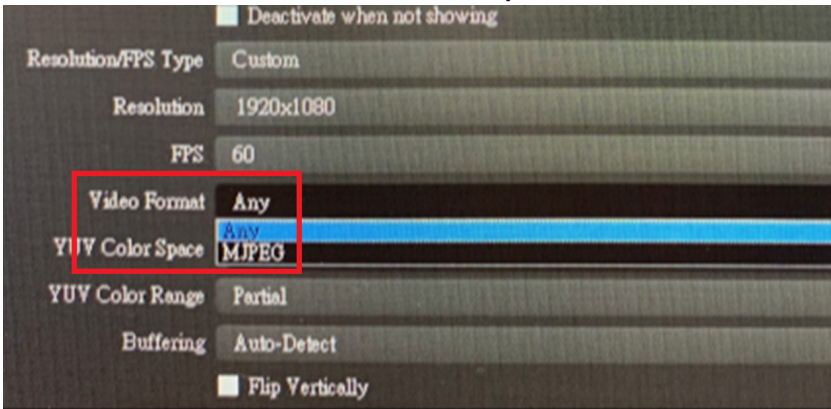 Deactivate when not showing
Resolution/FPS Type Custom
Resolution 1920x1080
FPS 60
Video Format Any
Any
YUV Color Space MJPEG
YUV Color Range Partial
Buffering Auto-Detect
Flip Vertically